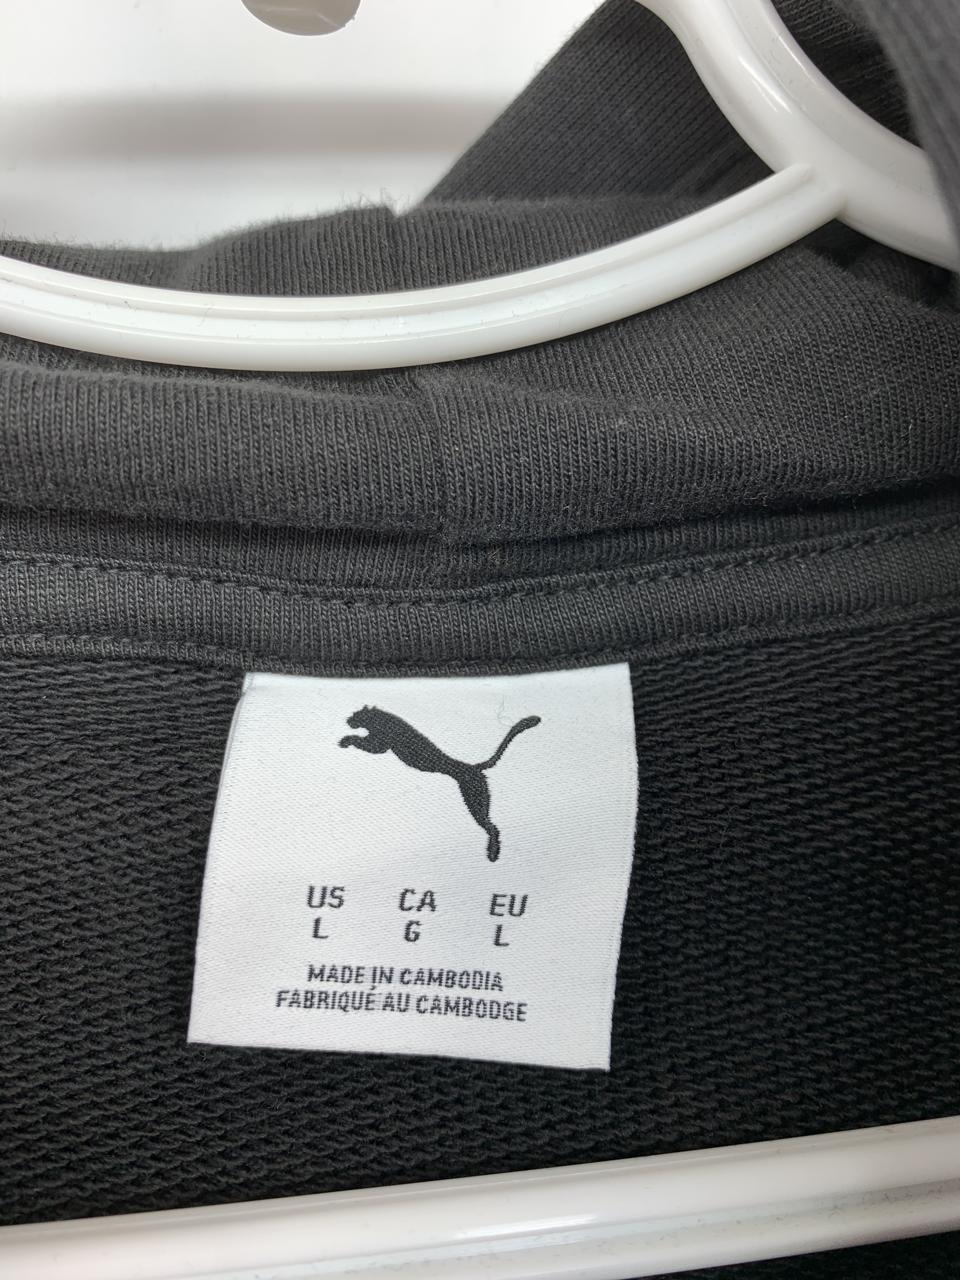 US CA EU
L G L
MADE IN CAMBODIA
FABRIQUÉ AU CAMBODGE